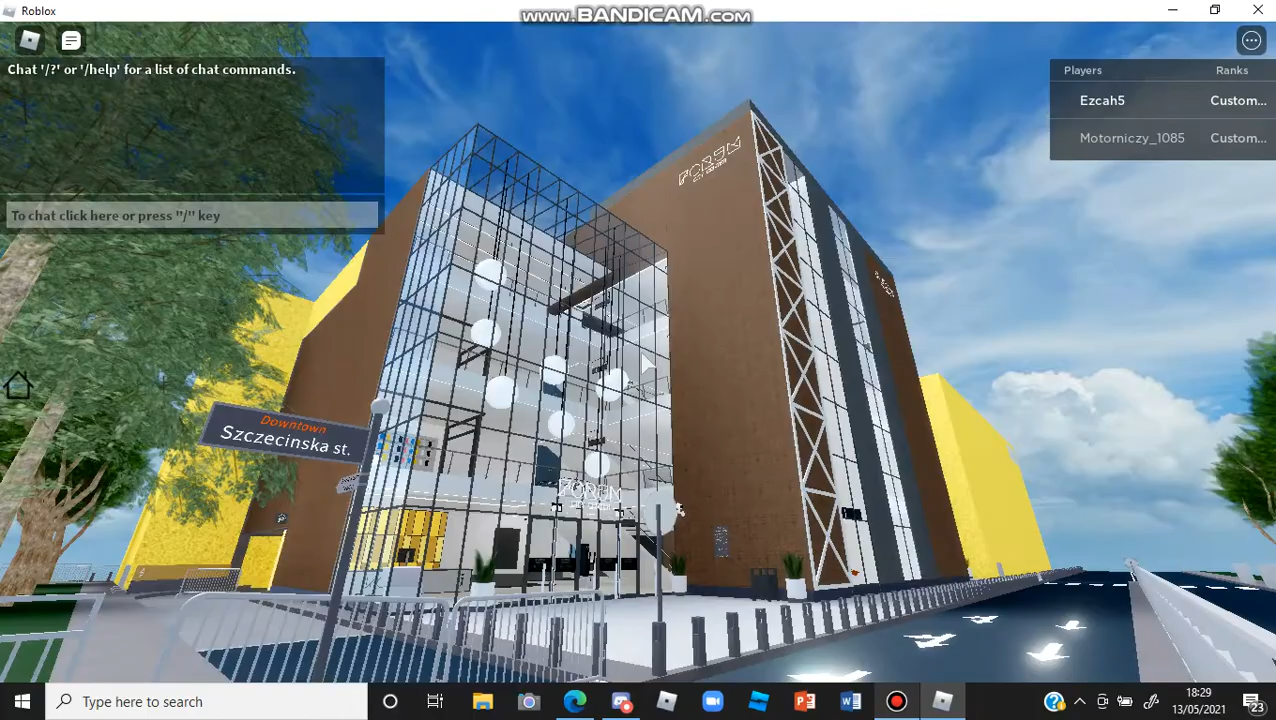 Roblox
www.BANDICAM.com
Chat '/?' or '/help' for a list of chat commands.
To chat click here or press "/" key
Players Ranks
Ezcah5 Custom...
Motorniczy_1085 Custom...
Downtown
Szczecinska st.
Type here to search
18:29
13/05/2021
23